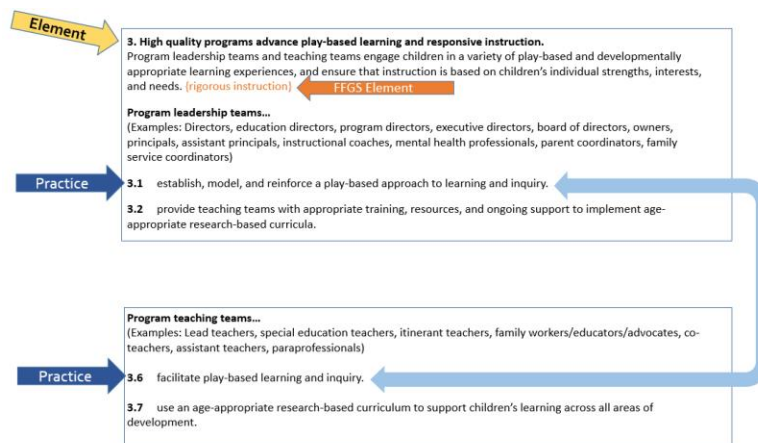 Element
3. High quality programs advance play-based learning and responsive instruction.
Program leadership teams and teaching teams engage children in a variety of play-based and developmentally
appropriate learning experiences, and ensure that instruction is based on children's individual strengths, interests,
and needs. (rigorous instruction) FFGS Element
Program leadership teams...
(Examples: Directors, education directors, program directors, executive directors, board of directors, owners,
principals, assistant principals, instructional coaches, mental health professionals, parent coordinators, family
service coordinators)
Practice 3.1 establish, model, and reinforce a play-based approach to learning and inquiry.
3.2 provide teaching teams with appropriate training, resources, and ongoing support to implement age-
appropriate research-based curricula.
Program teaching teams...
(Examples: Lead teachers, special education teachers, itinerant teachers, family workers/educators/advocates, co-
teachers, assistant teachers, paraprofessionals)
Practice 3.6 facilitate play-based learning and inquiry.
3.7 use an age-appropriate research-based curriculum to support children's learning across all areas of
development.